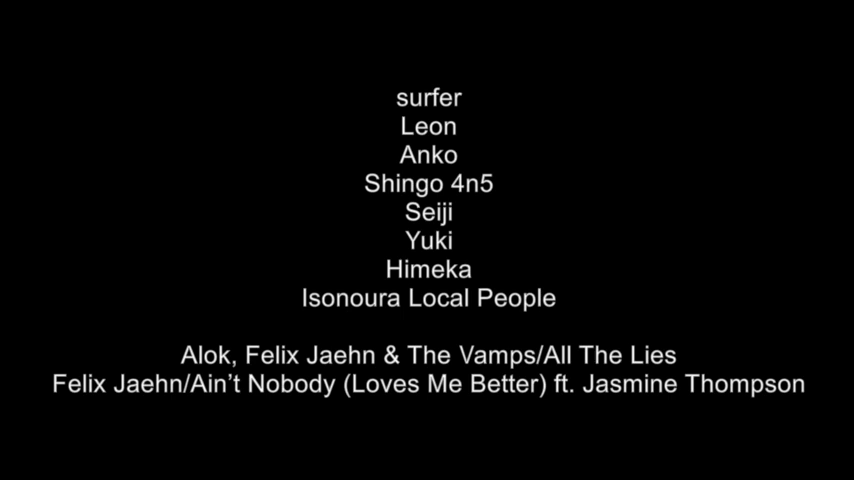 surfer
Leon
Anko
Shingo 4n5
Seiji
Yuki
Himeka
Isonoura Local People
Alok, Felix Jaehn & The Vamps/All The Lies
Felix Jaehn/Ain’t Nobody (Loves Me Better) ft. Jasmine Thompson